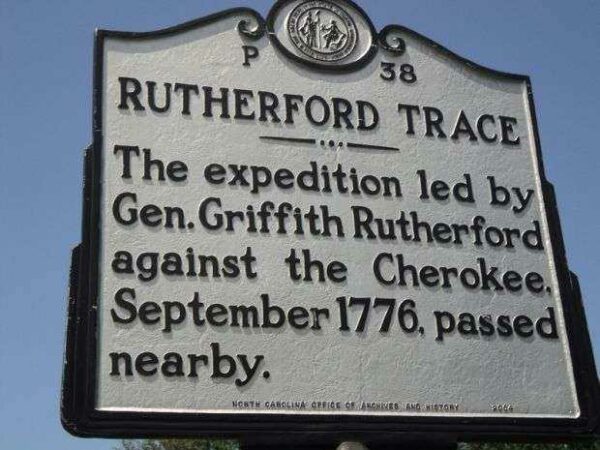 P 38
RUTHERFORD TRACE
The expedition led by
Gen. Griffith Rutherford
against the Cherokee,
September 1776, passed
nearby.
NORTH CAROLINA OFFICE OF ARCHIVES AND HISTORY 2004